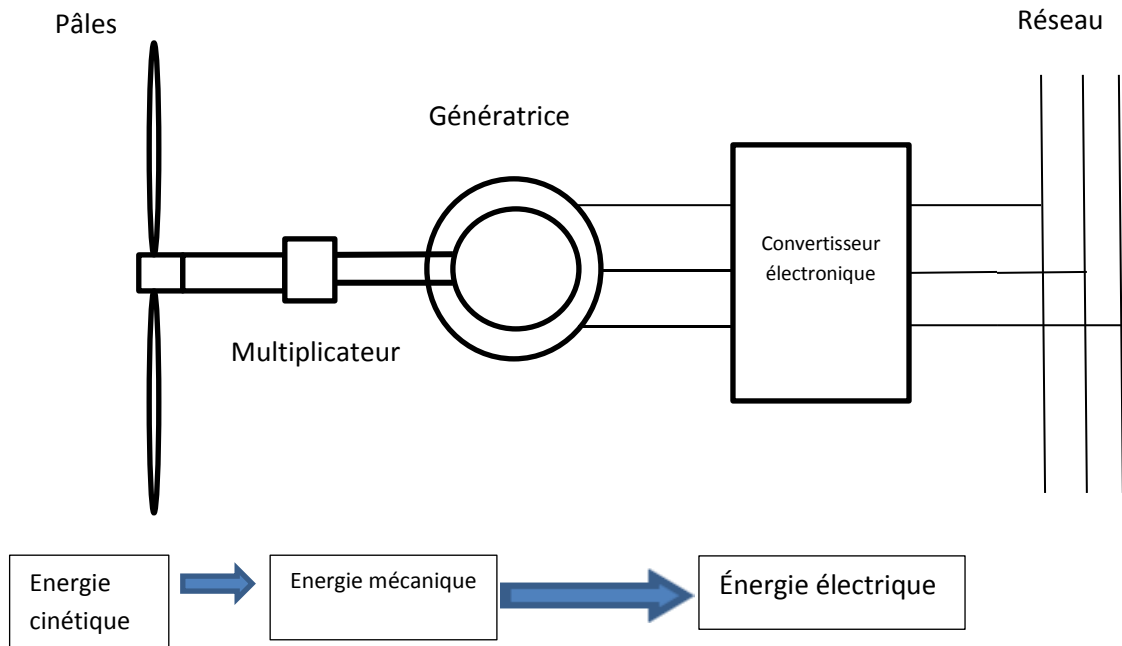 Pâles
Réseau
Génératrice
Convertisseur
électronique
Multiplicateur
Energie
cinétique
Energie mécanique
Énergie électrique